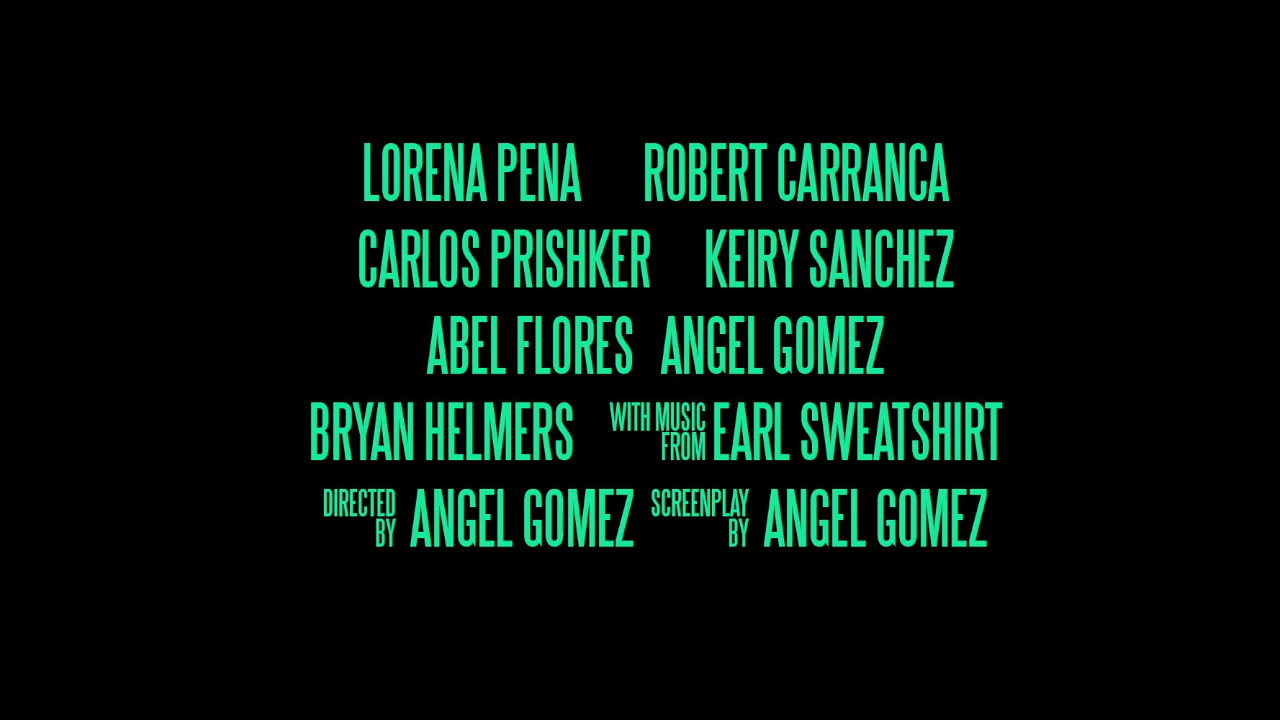 LORENA PENA ROBERT CARRANCA
CARLOS PRISHKER KEIRY SANCHEZ
ABEL FLORES ANGEL GOMEZ
BRYAN HELMERS WITH MUSIC FROM EARL SWEATSHIRT
DIRECTED BY ANGEL GOMEZ SCREENPLAY BY ANGEL GOMEZ